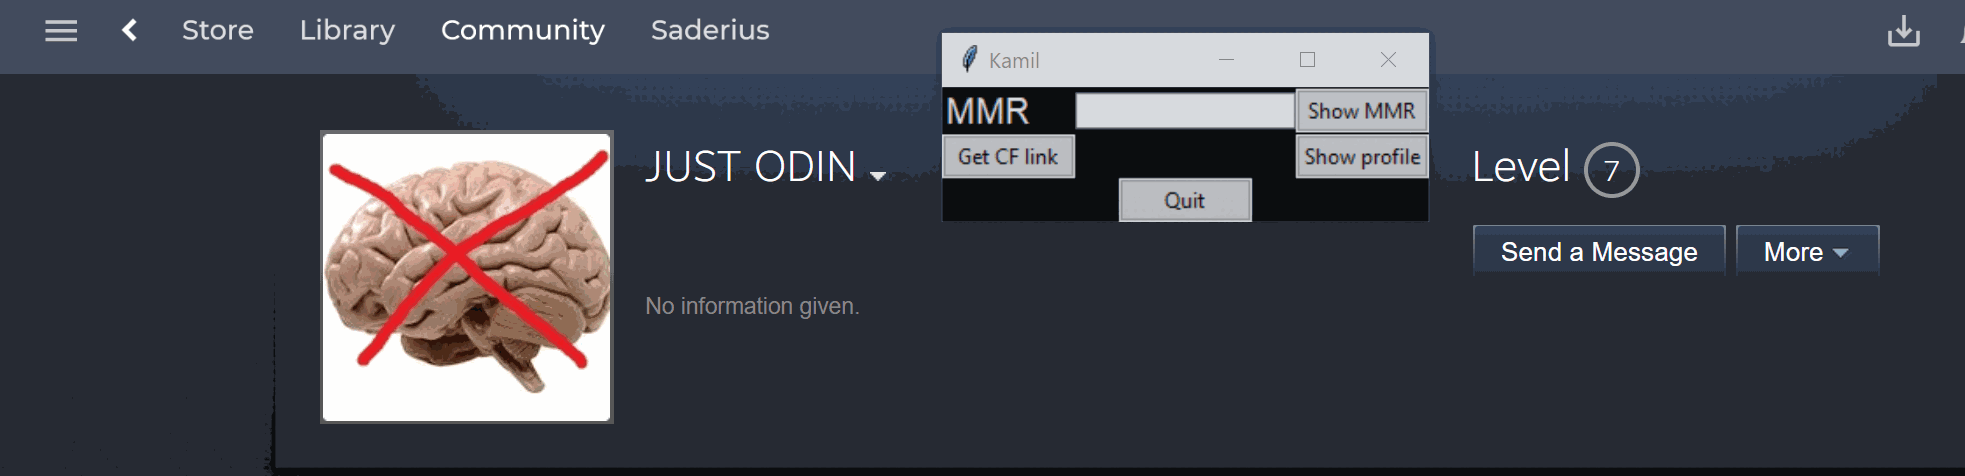 Store Library Community Saderius
Kamil
MMR Show MMR
Get CF link Show profile
Quit
JUST ODIN
No information given.
Level 7
Send a Message More